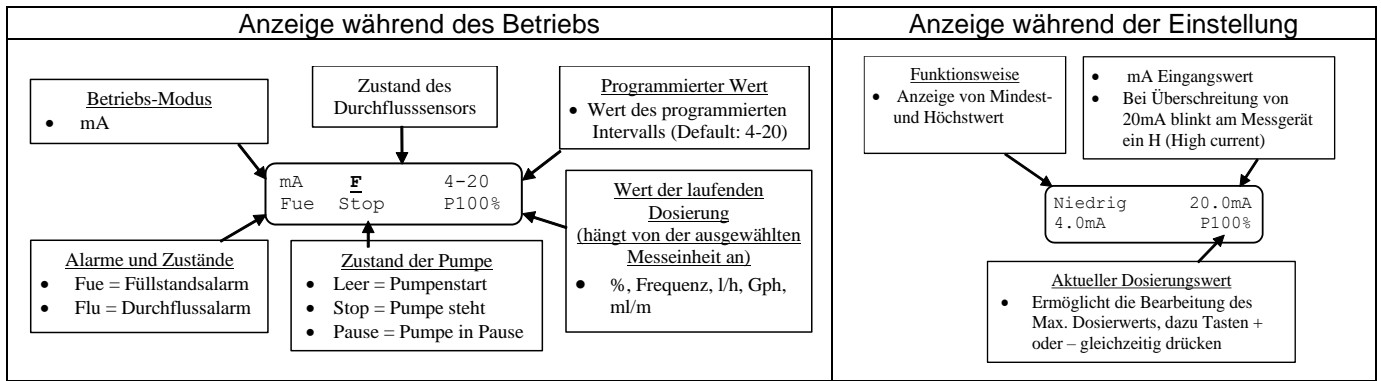 Anzeige während des Betriebs
Betriebs-Modus
• mA
Zustand des
Durchflusssensors
Programmierter Wert
• Wert des programmierten
Intervalls (Default: 4-20)
mA F 4-20
Fue Stop P100%
Alarme und Zustände
• Fue = Füllstandsalarm
• Flu = Durchflussalarm
Zustand der Pumpe
• Leer = Pumpenstart
• Stop = Pumpe steht
• Pause = Pumpe in Pause
Wert der laufenden
Dosierung
(hängt von der ausgewählten
Messeinheit an)
• %, Frequenz, l/h, Gph,
ml/m
Anzeige während der Einstellung
Funktionsweise
• Anzeige von Mindest-
und Höchstwert
• mA Eingangswert
• Bei Überschreitung von
20mA blinkt am Messgerät
ein H (High current)
Niedrig 20.0mA
4.0mA P100%
Aktueller Dosierungswert
• Ermöglicht die Bearbeitung des
Max. Dosierwerts, dazu Tasten +
oder – gleichzeitig drücken